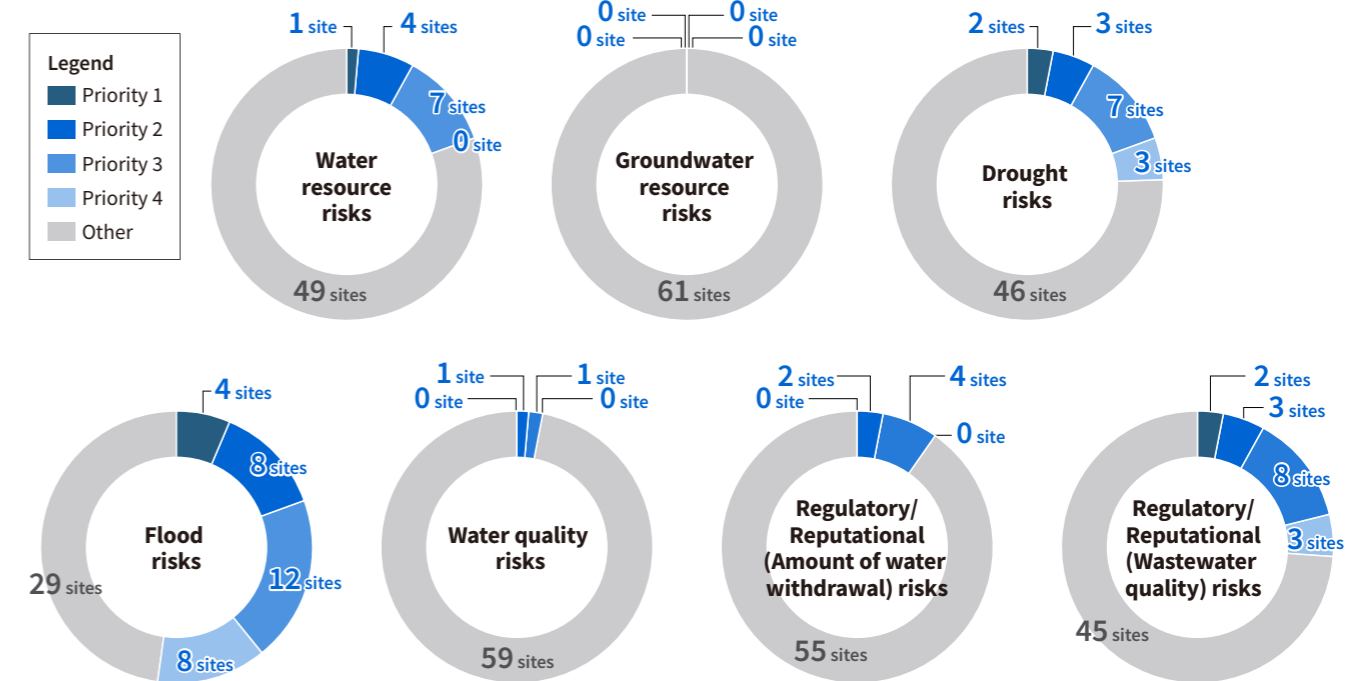 Legend
Priority 1
Priority 2
Priority 3
Priority 4
Other
1 site
4 sites
7 sites
0 site
Water
resource
risks
49 sites
0 site
0 site
0 site
0 site
Groundwater
resource
risks
61 sites
2 sites
3 sites
7 sites
3 sites
Drought
risks
46 sites
4 sites
8 sites
12 sites
8 sites
29 sites
Flood
risks
1 site
0 site
1 site
0 site
Water quality
risks
59 sites
2 sites
0 site
4 sites
0 site
Regulatory/
Reputational
(Amount of water
withdrawal) risks
55 sites
2 sites
3 sites
8 sites
3 sites
Regulatory/
Reputational
(Wastewater
quality) risks
45 sites